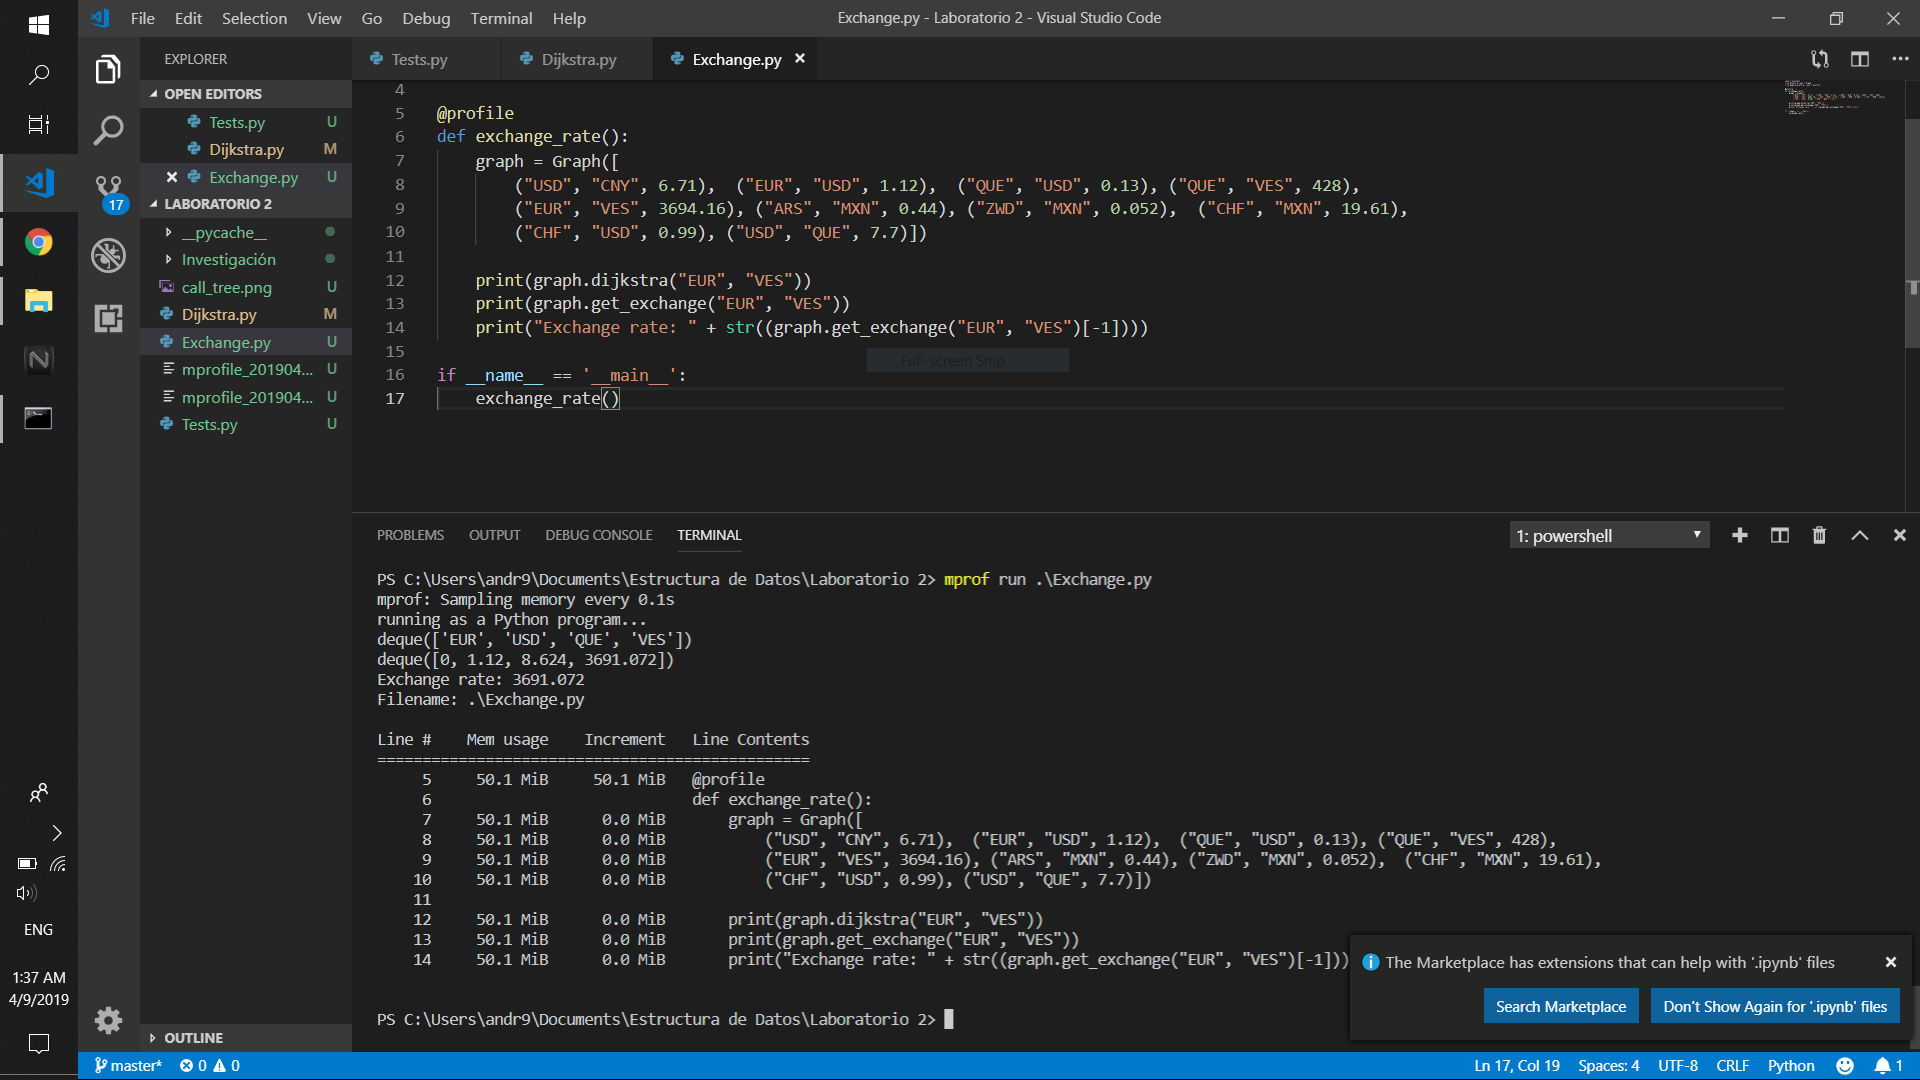 File Edit Selection View Go Debug Terminal Help
Exchange.py - Laboratorio 2 - Visual Studio Code
EXPLORER
Tests.py
Dijkstra.py
Exchange.py
OPEN EDITORS
Tests.py U
Dijkstra.py M
Exchange.py U
17
LABORATORIO 2
__pycache__
Investigación
call_tree.png U
Dijkstra.py M
Exchange.py U
mprofile_201904... U
mprofile_201904... U
Tests.py U
OUTLINE
4
5 @profile
6 def exchange_rate():
7 graph = Graph([
8 ("USD", "CNY", 6.71), ("EUR", "USD", 1.12), ("QUE", "USD", 0.13), ("QUE", "VES", 428),
9 ("EUR", "VES", 3694.16), ("ARS", "MXN", 0.44), ("ZWD", "MXN", 0.052), ("CHF", "MXN", 19.61),
10 ("CHF", "USD", 0.99), ("USD", "QUE", 7.7)])
11
12 print(graph.dijkstra("EUR", "VES"))
13 print(graph.get_exchange("EUR", "VES"))
14 print("Exchange rate: " + str((graph.get_exchange("EUR", "VES")[-1])))
15
Full-screen Snip
16 if __name__ == '__main__':
17 exchange_rate()
PROBLEMS OUTPUT DEBUG CONSOLE TERMINAL
1: powershell
PS C:\Users\andr9\Documents\Estructura de Datos\Laboratorio 2> mprof run .\Exchange.py
mprof: Sampling memory every 0.1s
running as a Python program...
deque(['EUR', 'USD', 'QUE', 'VES'])
deque([0, 1.12, 8.624, 3691.072])
Exchange rate: 3691.072
Filename: .\Exchange.py
Line # Mem usage Increment Line Contents
================================================
5 50.1 MiB 50.1 MiB @profile
6 def exchange_rate():
7 50.1 MiB 0.0 MiB graph = Graph([
8 50.1 MiB 0.0 MiB ("USD", "CNY", 6.71), ("EUR", "USD", 1.12), ("QUE", "USD", 0.13), ("QUE", "VES", 428),
9 50.1 MiB 0.0 MiB ("EUR", "VES", 3694.16), ("ARS", "MXN", 0.44), ("ZWD", "MXN", 0.052), ("CHF", "MXN", 19.61),
10 50.1 MiB 0.0 MiB ("CHF", "USD", 0.99), ("USD", "QUE", 7.7)])
11
12 50.1 MiB 0.0 MiB print(graph.dijkstra("EUR", "VES"))
13 50.1 MiB 0.0 MiB print(graph.get_exchange("EUR", "VES"))
14 50.1 MiB 0.0 MiB print("Exchange rate: " + str((graph.get_exchange("EUR", "VES")[-1]))
PS C:\Users\andr9\Documents\Estructura de Datos\Laboratorio 2>
The Marketplace has extensions that can help with '.ipynb' files
Search Marketplace
Don't Show Again for '.ipynb' files
ENG
1:37 AM
4/9/2019
master* 0 0
Ln 17, Col 19 Spaces: 4 UTF-8 CRLF Python 1